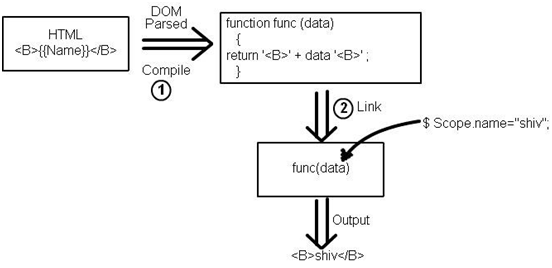 HTML
<B>{{Name}}</B>
DOM
Parsed
Compile
1
function func (data)
{
return '<B>' + data '<B>' ;
}
2 Link
$ Scope.name="shiv";
func(data)
Output
<B>shiv</B>